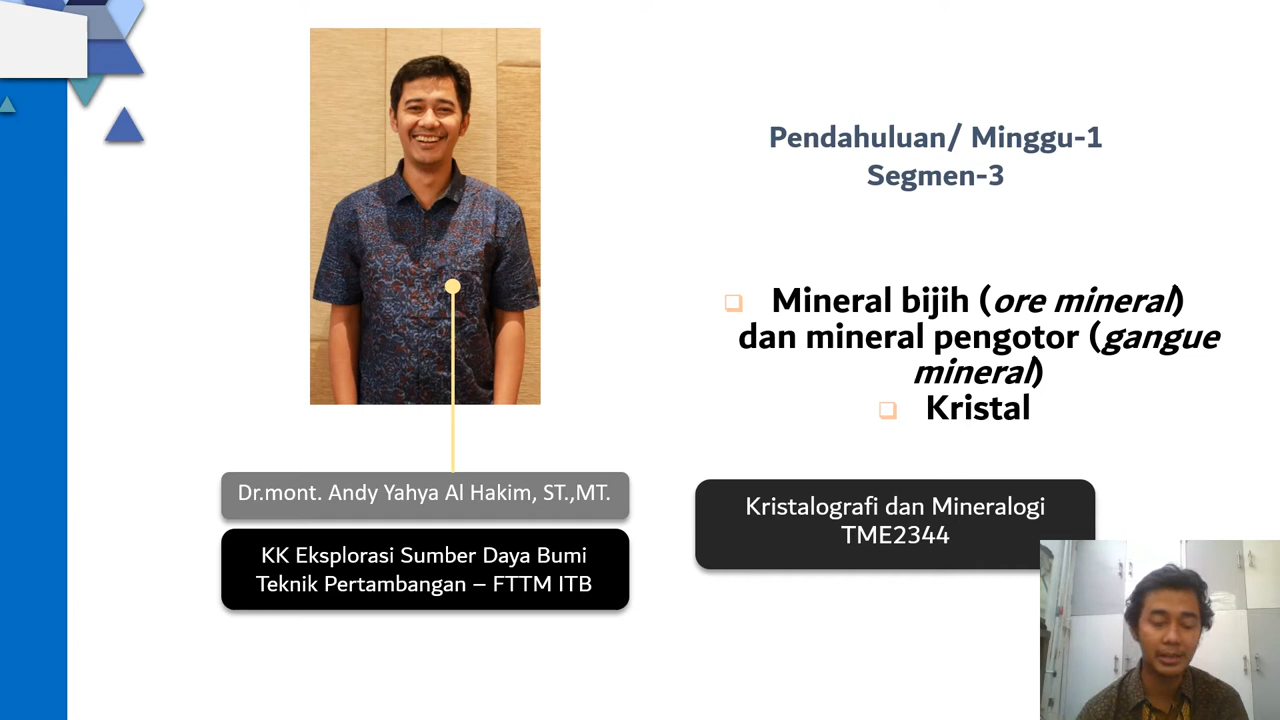 Pendahuluan/ Minggu-1
Segmen-3
Mineral bijih (ore mineral)
dan mineral pengotor (gangue
mineral)
Kristal
Dr.mont. Andy Yahya Al Hakim, ST.,MT.
KK Eksplorasi Sumber Daya Bumi
Teknik Pertambangan – FTTM ITB
Kristalografi dan Mineralogi
TME2344